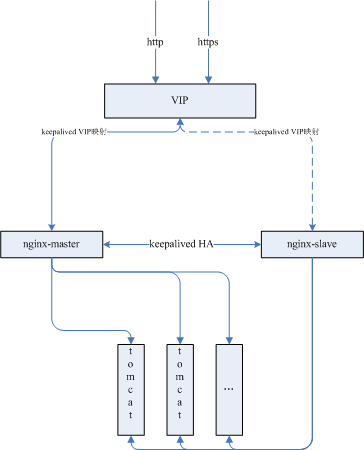 http
https
VIP
keepalived VIP映射
keepalived VIP映射
nginx-master
keepalived HA
nginx-slave
tomcat
tomcat
...